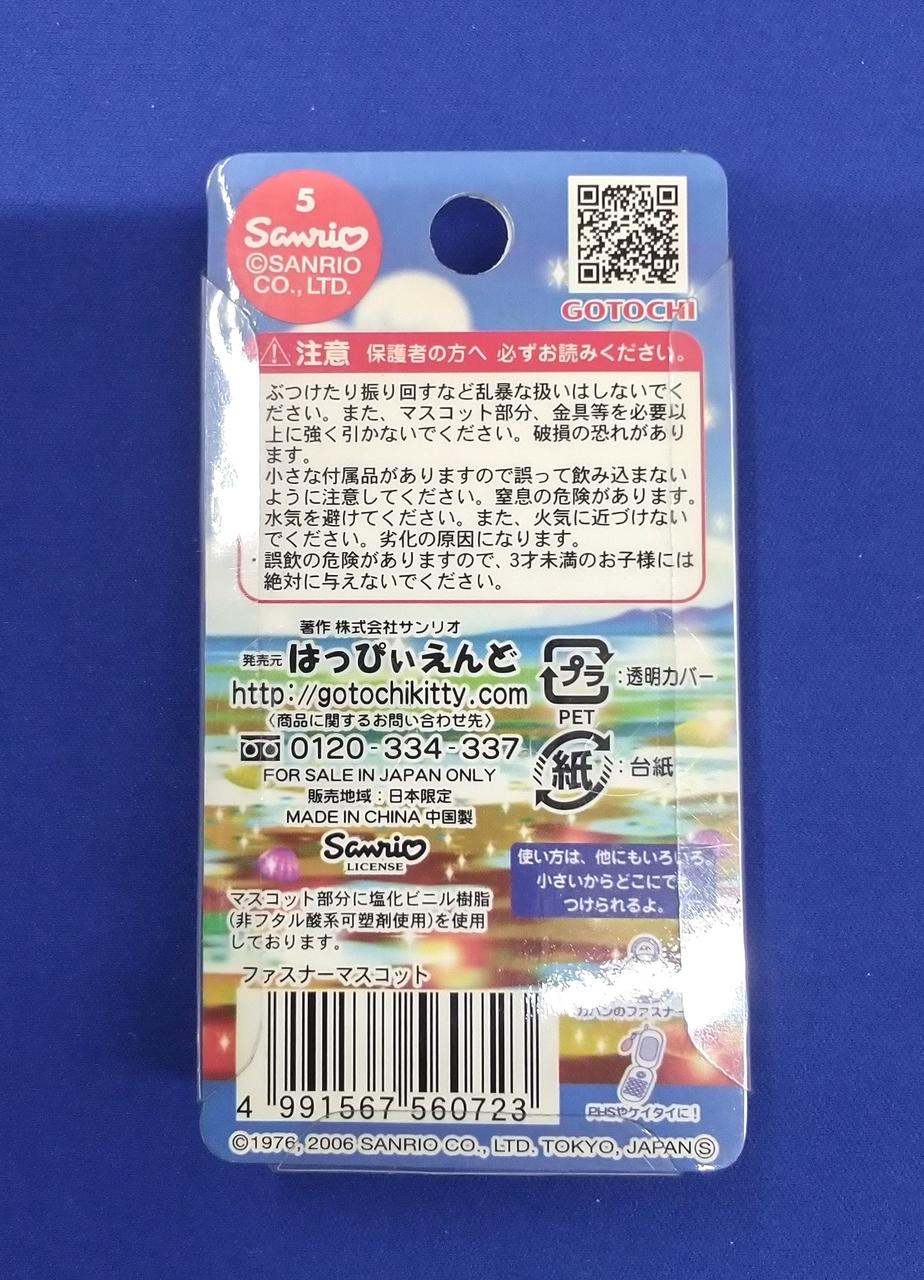 5
Sanrio
©SANRIO
CO., LTD.
GOTOCHI
注意 保護者の方へ 必ずお読みください。
ぶつけたり振り回すなど乱暴な扱いはしないでく
ださい。また、マスコット部分、金具等を必要以
上に強く引かないでください。破損の恐れがあり
ます。
小さな付属品がありますので誤って飲み込まない
ように注意してください。窒息の危険があります。
水気を避けてください。また、火気に近づけない
でください。劣化の原因になります。
・誤飲の危険がありますので、3才未満のお子様には
絶対に与えないでください。
著作 株式会社サンリオ
発売元 はっぴぃえんど
http://gotochikitty.com
〈商品に関するお問い合わせ先〉
0120-334-337
FOR SALE IN JAPAN ONLY
販売地域：日本限定
MADE IN CHINA 中国製
Sanrio
LICENSE
プラ：透明カバー
PET
紙：台紙
マスコット部分に塩化ビニル樹脂
(非フタル酸系可塑剤使用)を使用
しております。
ファスナーマスコット
使い方は、他にもいろいろ。
小さいからどこにでも
つけられるよ。
カバンのファスナー
PHSやケイタイに！
4 991567 560723
©1976, 2006 SANRIO CO., LTD. TOKYO, JAPAN Ⓢ